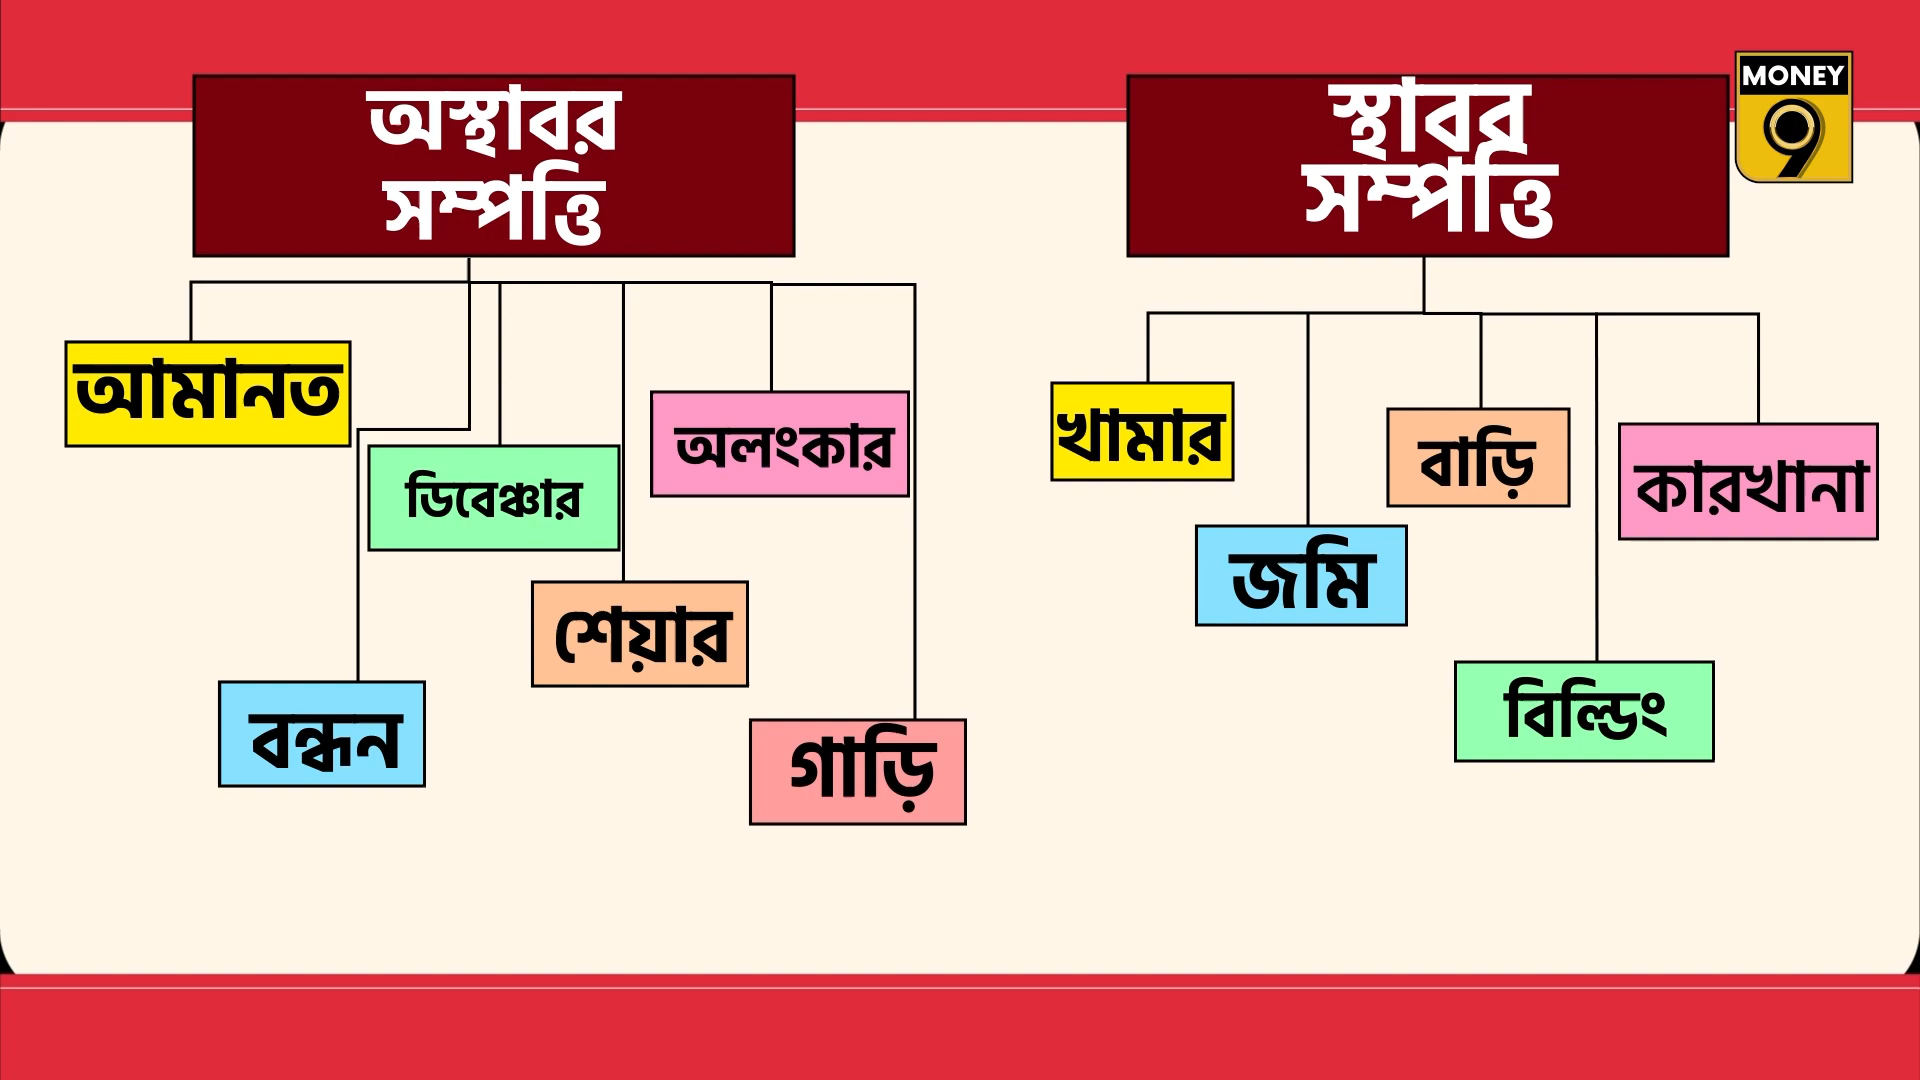 অস্থাবর
সম্পত্তি
আমানত
ডিবেঞ্চার
অলংকার
শেয়ার
বন্ধন
গাড়ি
স্থাবর
সম্পত্তি
খামার
বাড়ি
কারখানা
জমি
বিল্ডিং
MONEY
9